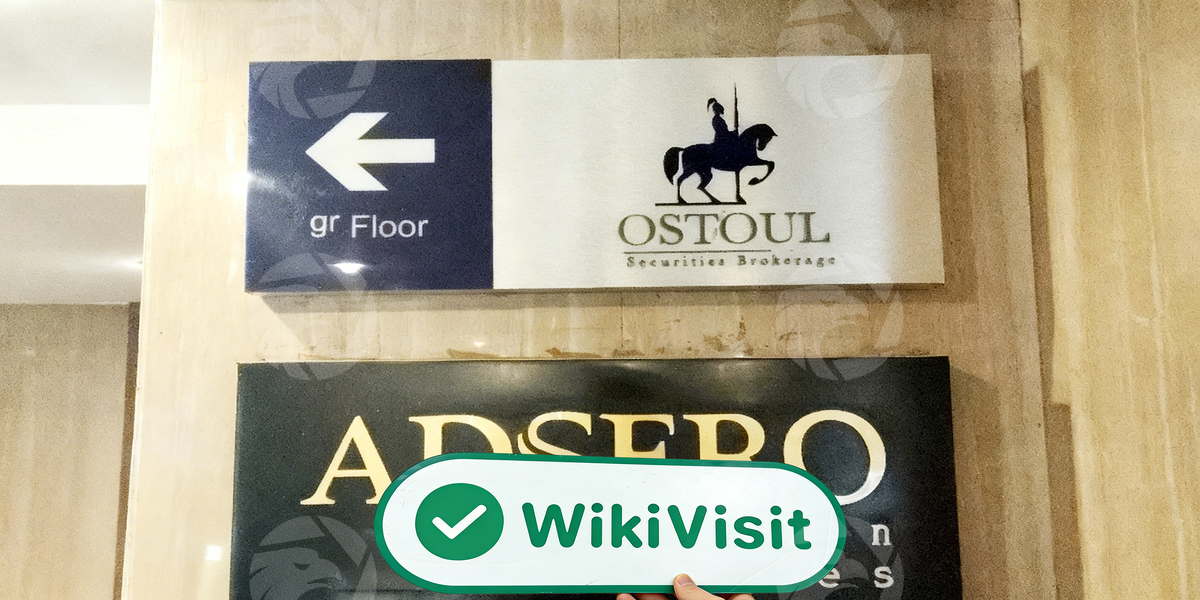 gr Floor
OSTOUL
Securities Brokerage
ADSERO
WikiVisit
n
e s